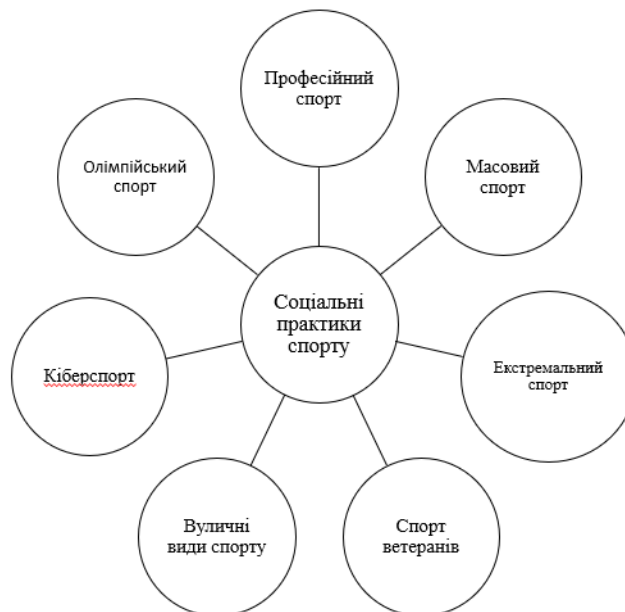 Професійний
спорт
Олімпійський
спорт
Масовий
спорт
Соціальні
практики
спорту
Кіберспорт
Екстремальний
спорт
Вуличні
види спорту
Спорт
ветеранів